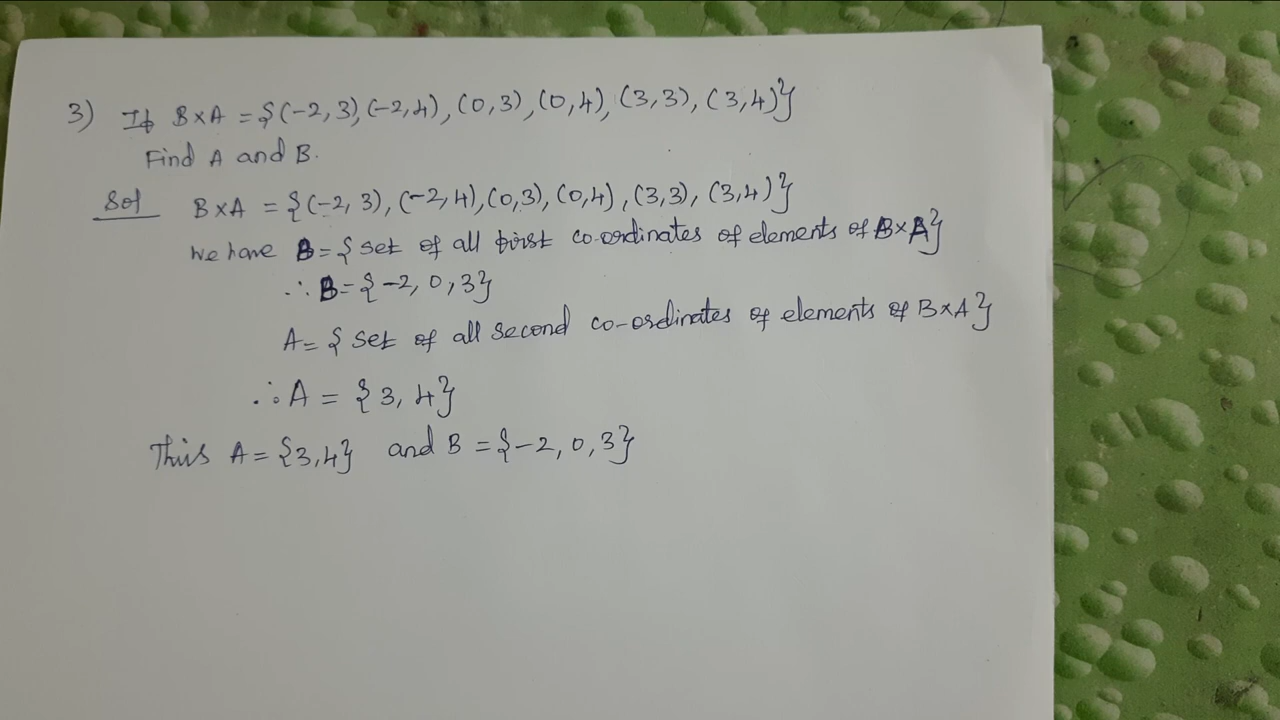 3) If B×A = {(-2,3),(-2,4),(0,3),(0,4),(3,3),(3,4)}
Find A and B.
Sol B×A = {(-2,3),(-2,4),(0,3),(0,4),(3,3),(3,4)}
We have B={ set of all first co-ordinates of elements of B×A}
∴ B={-2,0,3}
A={ set of all second co-ordinates of elements of B×A}
∴ A = {3,4}
Thus A={3,4} and B={-2,0,3}